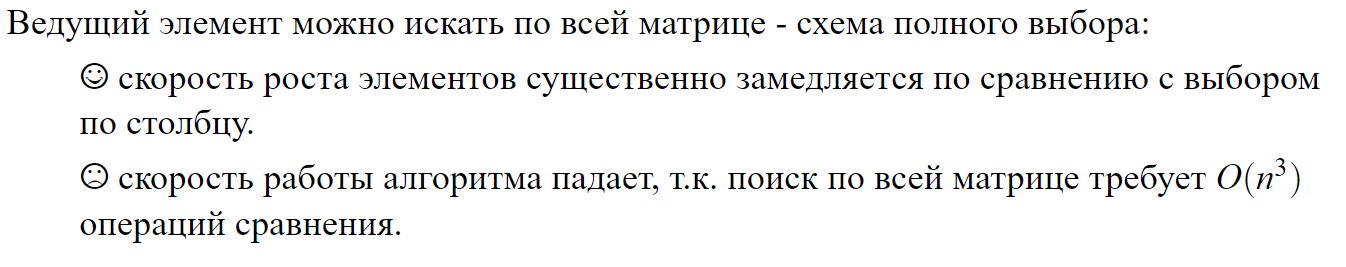 Ведущий элемент можно искать по всей матрице - схема полного выбора:
☺ скорость роста элементов существенно замедляется по сравнению с выбором
по столбцу.
☹ скорость работы алгоритма падает, т.к. поиск по всей матрице требует O(n³)
операций сравнения.